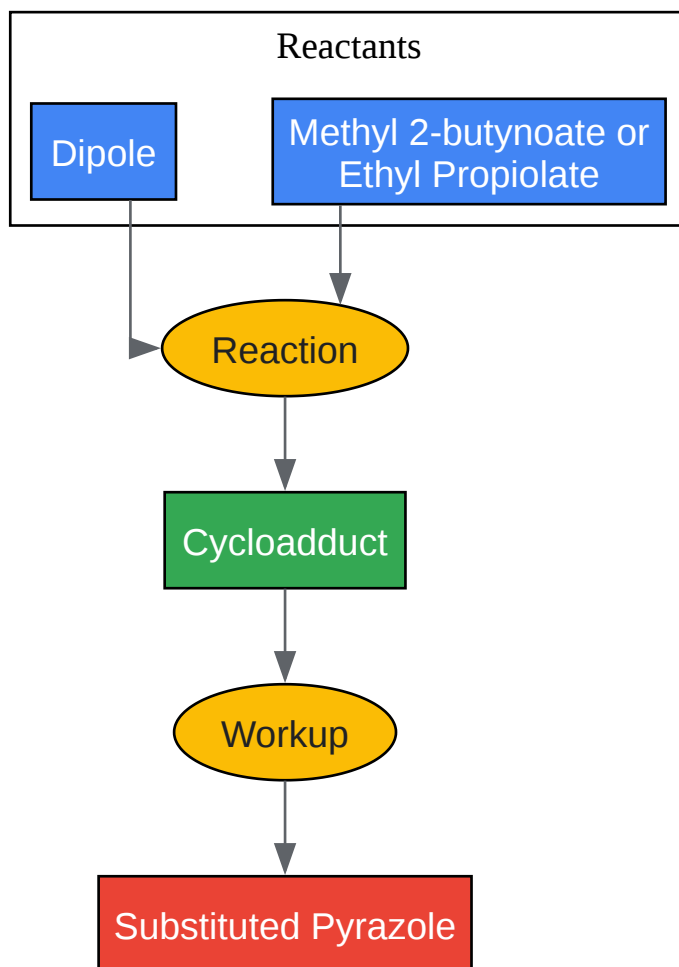 Reactants
Dipole
Methyl 2-butynoate or
Ethyl Propiolate
Reaction
Cycloadduct
Workup
Substituted Pyrazole